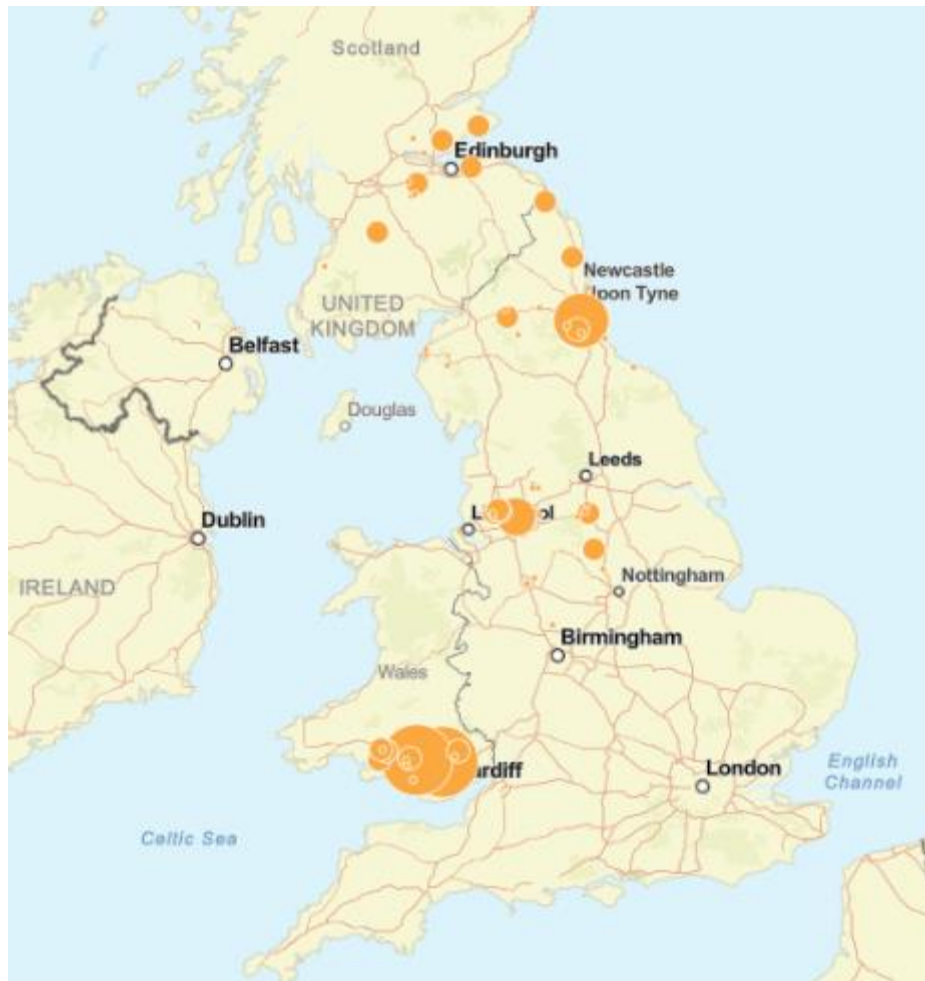 Scotland
Edinburgh
Newcastle
Upon Tyne
UNITED
KINGDOM
Belfast
Douglas
Leeds
Dublin
IRELAND
Nottingham
Birmingham
Wales
London
English
Channel
Celtic Sea